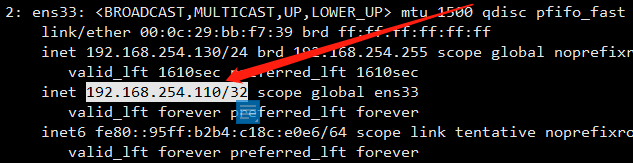 2: ens33: <BROADCAST,MULTICAST,UP,LOWER_UP> mtu 1500 qdisc pfifo_fast
link/ether 00:0c:29:bb:f7:39 brd ff:ff:ff:ff:ff:ff
inet 192.168.254.130/24 brd 192.168.254.255 scope global noprefixro
valid_lft 1610sec preferred_lft 1610sec
inet 192.168.254.110/32 scope global ens33
valid_lft forever preferred_lft forever
inet6 fe80::95ff:b2b4:c18c:e0e6/64 scope link tentative noprefixro
valid_lft forever preferred_lft forever